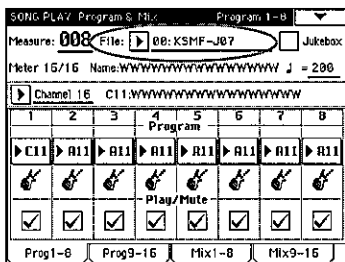 SONG PLAY Program & Mix Program 1-8
Measure: 008 File: 00:KSMF-J07 Jukebox
Meter 16/16 Name:WWWWWWWWWWWWWWWW ♩ = 200
Channel 16 C11:WWWWWWWWWWWWWWWW
1 2 3 4 5 6 7 8
Program
C11 A11 A11 A11 A11 A11 A11 A11
Play/Mute
Prog1-8 Prog9-16 Mix1-8 Mix9-16